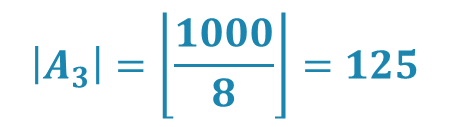 |A₃| = ⌊1000/8⌋ = 125